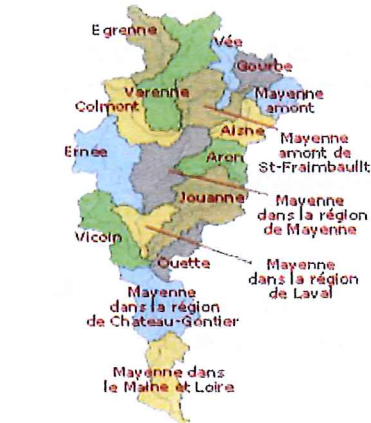 Egrenne
Vée
Gourbe
Varenne
Mayenne
amont
Colmont
Aisne
Mayenne
amont de
St-Fraimbault
Ernée
Aron
Jouanne
Mayenne
dans la région
de Mayenne
Vicoin
Ouette
Mayenne
dans la région
de Laval
Mayenne
dans la région
de Château-Gontier
Mayenne dans
le Maine et Loire